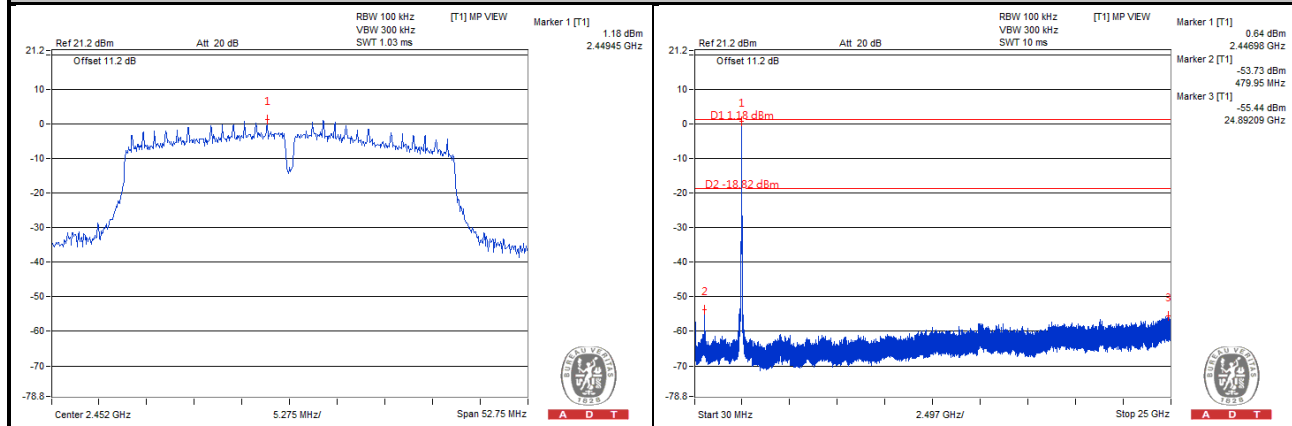 RBW 100 kHz
VBW 300 kHz
SWT 1.03 ms
[T1] MP VIEW
Ref 21.2 dBm
Att 20 dB
Marker 1 [T1]
1.18 dBm
2.44945 GHz
21.2
Offset 11.2 dB
10
0
-10
-20
-30
-40
-50
-60
-70
-78.8
1
Center 2.452 GHz
5.275 MHz/
Span 52.75 MHz
BUREAU VERITAS
1828
A D T
RBW 100 kHz
VBW 300 kHz
SWT 10 ms
[T1] MP VIEW
Ref 21.2 dBm
Att 20 dB
Marker 1 [T1]
0.64 dBm
2.44698 GHz
Marker 2 [T1]
-53.73 dBm
479.95 MHz
Marker 3 [T1]
-55.44 dBm
24.89209 GHz
21.2
Offset 11.2 dB
10
0
-10
-20
-30
-40
-50
-60
-70
-78.8
1
D1 1.18 dBm
D2 -18.82 dBm
2
3
Start 30 MHz
2.497 GHz/
Stop 25 GHz
BUREAU VERITAS
1828
A D T